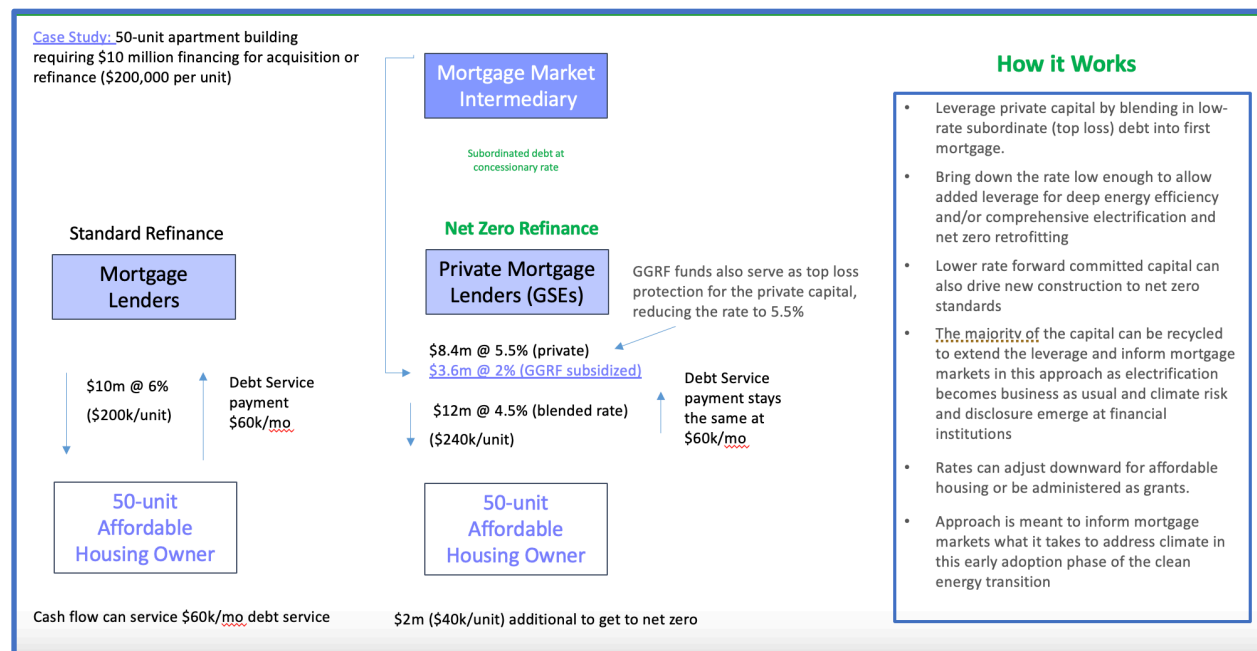 Case Study: 50-unit apartment building
requiring $10 million financing for acquisition or
refinance ($200,000 per unit)
Mortgage Market
Intermediary
Subordinated debt at
concessionary rate
Standard Refinance
Mortgage
Lenders
$10m @ 6%
($200k/unit)
Debt Service
payment
$60k/mo
50-unit
Affordable
Housing Owner
Cash flow can service $60k/mo debt service
Net Zero Refinance
Private Mortgage
Lenders (GSEs)
GGRF funds also serve as top loss
protection for the private capital,
reducing the rate to 5.5%
$8.4m @ 5.5% (private)
$3.6m @ 2% (GGRF subsidized)
$12m @ 4.5% (blended rate)
($240k/unit)
Debt Service
payment stays
the same at
$60k/mo
50-unit
Affordable
Housing Owner
$2m ($40k/unit) additional to get to net zero
How it Works
• Leverage private capital by blending in low-
rate subordinate (top loss) debt into first
mortgage.
• Bring down the rate low enough to allow
added leverage for deep energy efficiency
and/or comprehensive electrification and
net zero retrofitting
• Lower rate forward committed capital can
also drive new construction to net zero
standards
• The majority of the capital can be recycled
to extend the leverage and inform mortgage
markets in this approach as electrification
becomes business as usual and climate risk
and disclosure emerge at financial
institutions
• Rates can adjust downward for affordable
housing or be administered as grants.
• Approach is meant to inform mortgage
markets what it takes to address climate in
this early adoption phase of the clean
energy transition